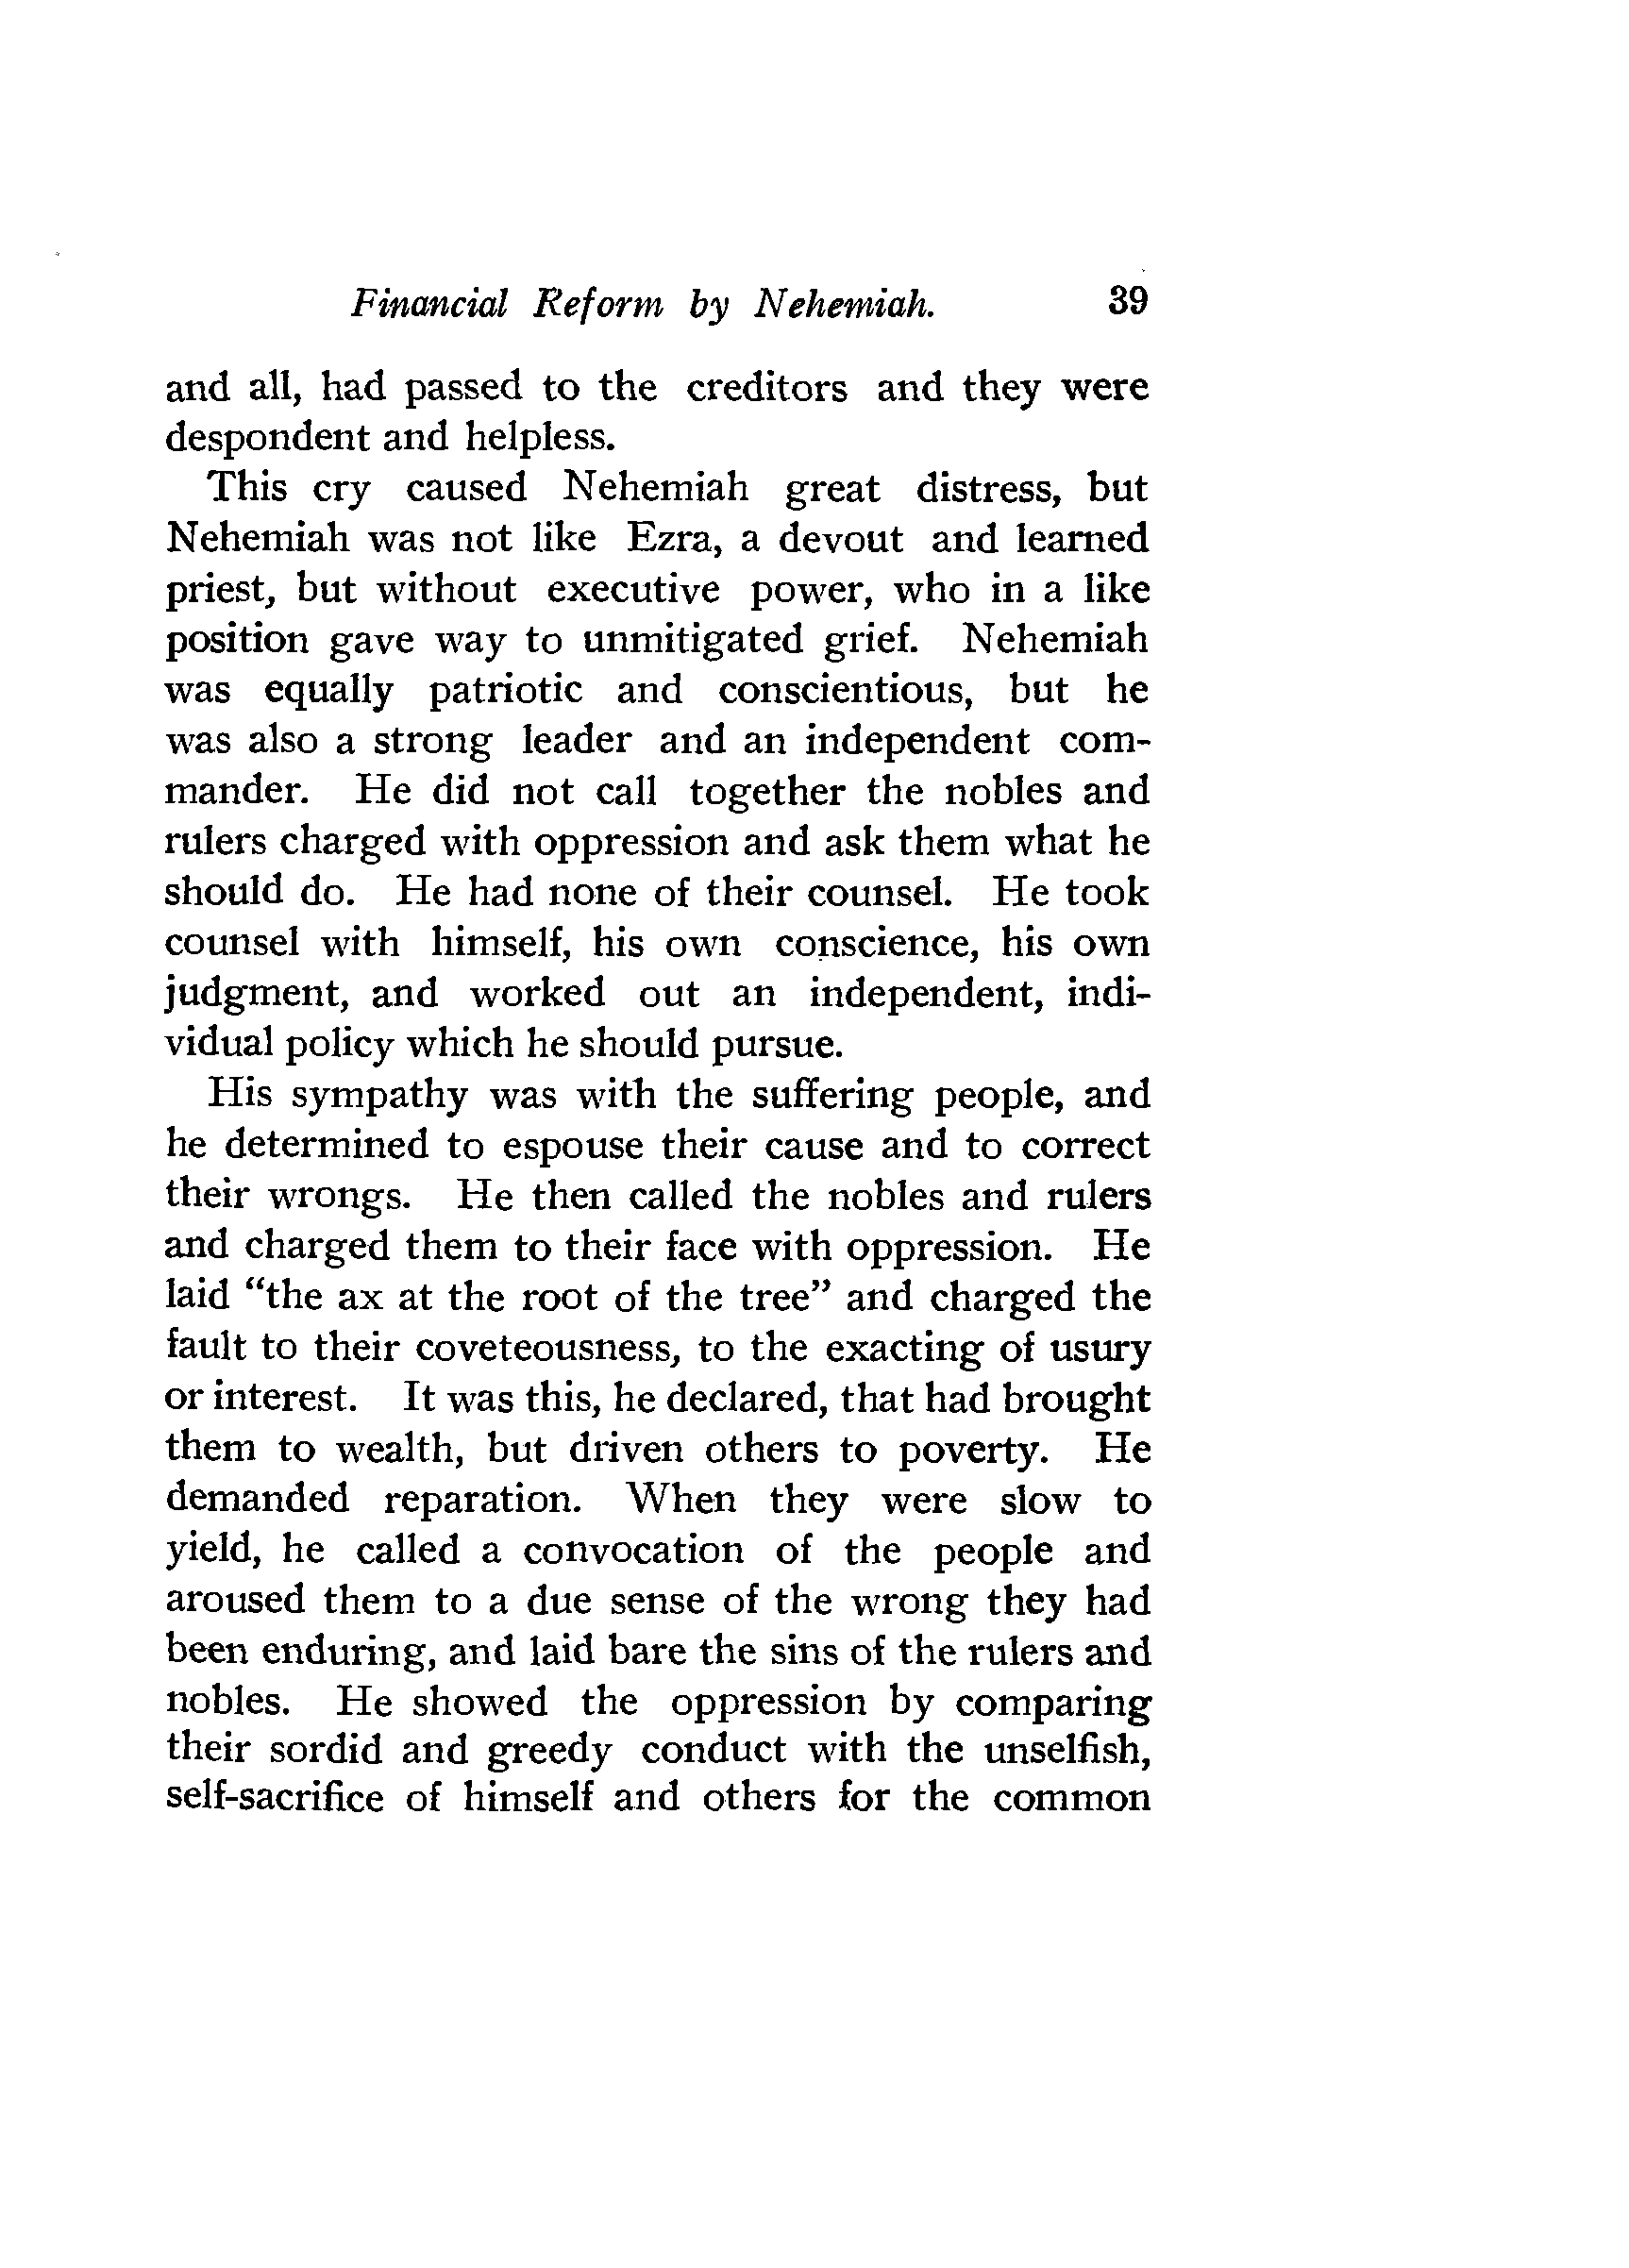 Financial Reform by Nehemiah. 39
and all, had passed to the creditors and they were
despondent and helpless.
This cry caused Nehemiah great distress, but
Nehemiah was not like Ezra, a devout and learned
priest, but without executive power, who in a like
position gave way to unmitigated grief. Nehemiah
was equally patriotic and conscientious, but he
was also a strong leader and an independent com-
mander. He did not call together the nobles and
rulers charged with oppression and ask them what he
should do. He had none of their counsel. He took
counsel with himself, his own conscience, his own
judgment, and worked out an independent, indi-
vidual policy which he should pursue.
His sympathy was with the suffering people, and
he determined to espouse their cause and to correct
their wrongs. He then called the nobles and rulers
and charged them to their face with oppression. He
laid “the ax at the root of the tree” and charged the
fault to their coveteousness, to the exacting of usury
or interest. It was this, he declared, that had brought
them to wealth, but driven others to poverty. He
demanded reparation. When they were slow to
yield, he called a convocation of the people and
aroused them to a due sense of the wrong they had
been enduring, and laid bare the sins of the rulers and
nobles. He showed the oppression by comparing
their sordid and greedy conduct with the unselfish,
self-sacrifice of himself and others for the common